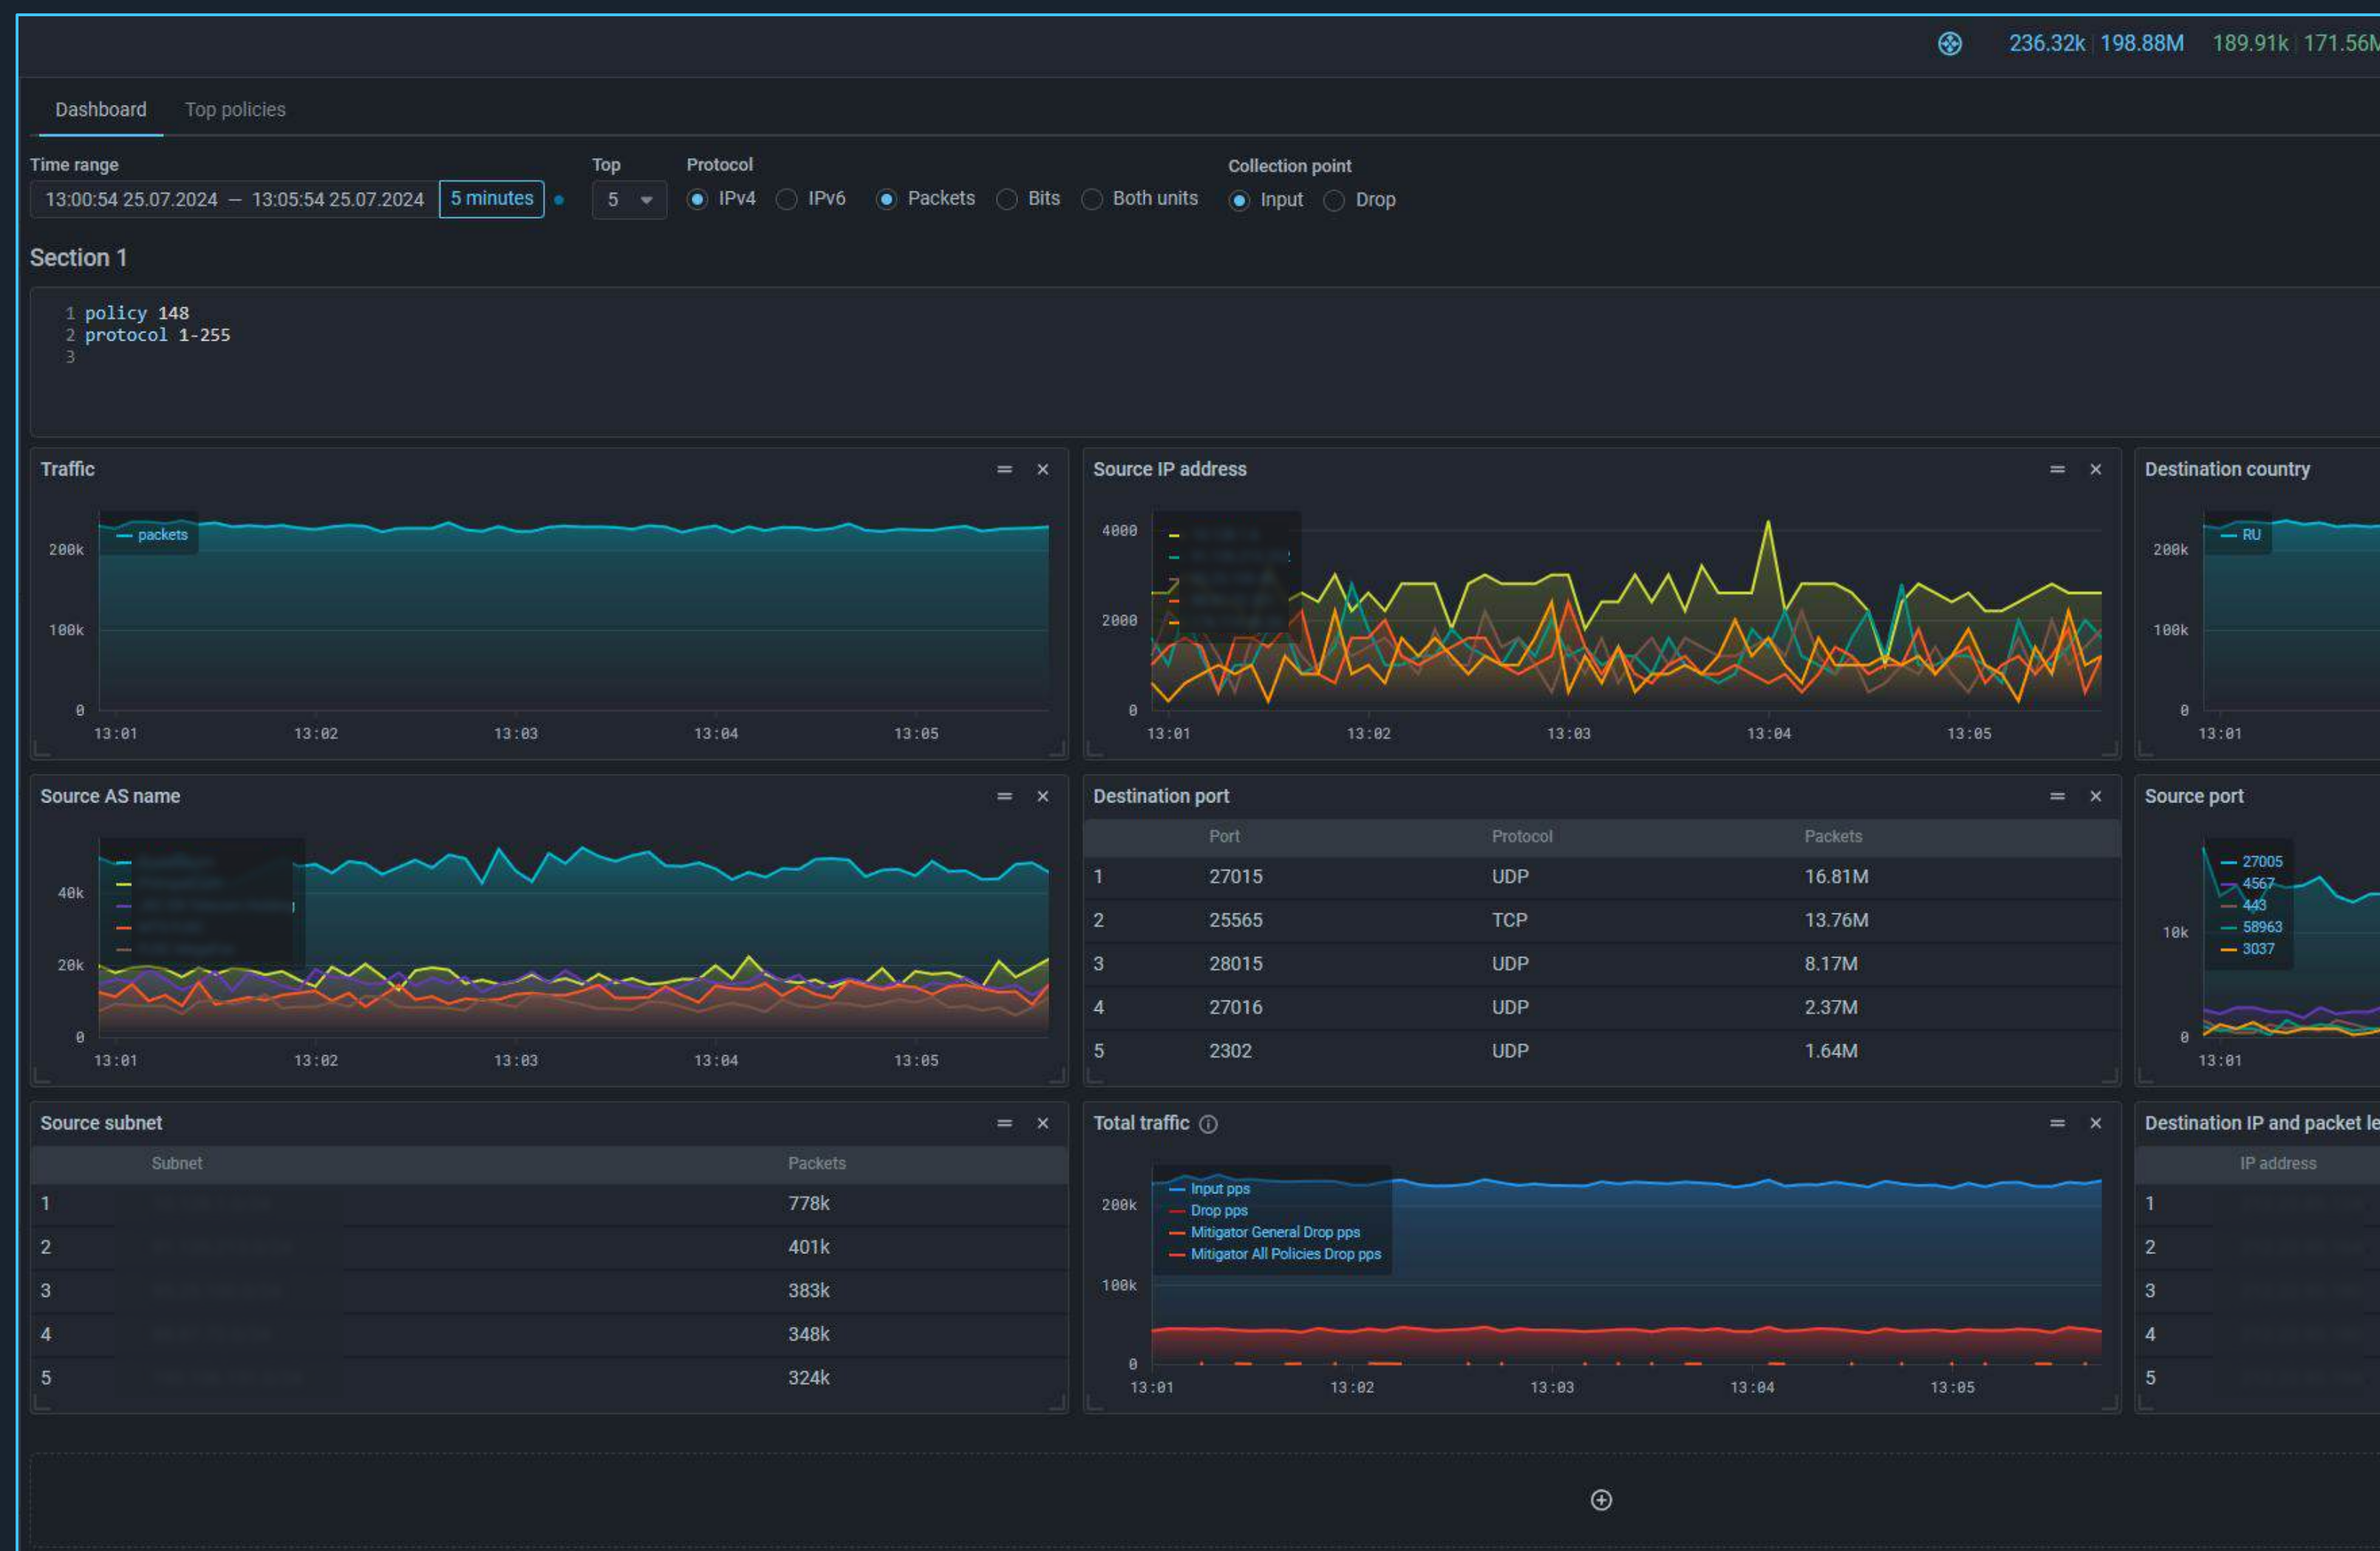 236.32k 198.88M 189.91k 171.56M
Dashboard Top policies
Time range Top Protocol Collection point
13:00:54 25.07.2024 — 13:05:54 25.07.2024 5 minutes 5 IPv4 IPv6 Packets Bits Both units Input Drop
Section 1
1 policy 148
2 protocol 1-255
3
Traffic
packets
200k
100k
0
13:01 13:02 13:03 13:04 13:05
Source IP address
4000
2000
0
13:01 13:02 13:03 13:04 13:05
Destination country
RU
200k
100k
0
13:01
Source AS name
40k
20k
0
13:01 13:02 13:03 13:04 13:05
Destination port
Port Protocol Packets
1 27015 UDP 16.81M
2 25565 TCP 13.76M
3 28015 UDP 8.17M
4 27016 UDP 2.37M
5 2302 UDP 1.64M
Source port
27005
4567
443
58963
3037
10k
0
13:01
Source subnet
Subnet Packets
1 778k
2 401k
3 383k
4 348k
5 324k
Total traffic
Input pps
Drop pps
Mitigator General Drop pps
Mitigator All Policies Drop pps
200k
100k
0
13:01 13:02 13:03 13:04 13:05
Destination IP and packet le
IP address
1
2
3
4
5